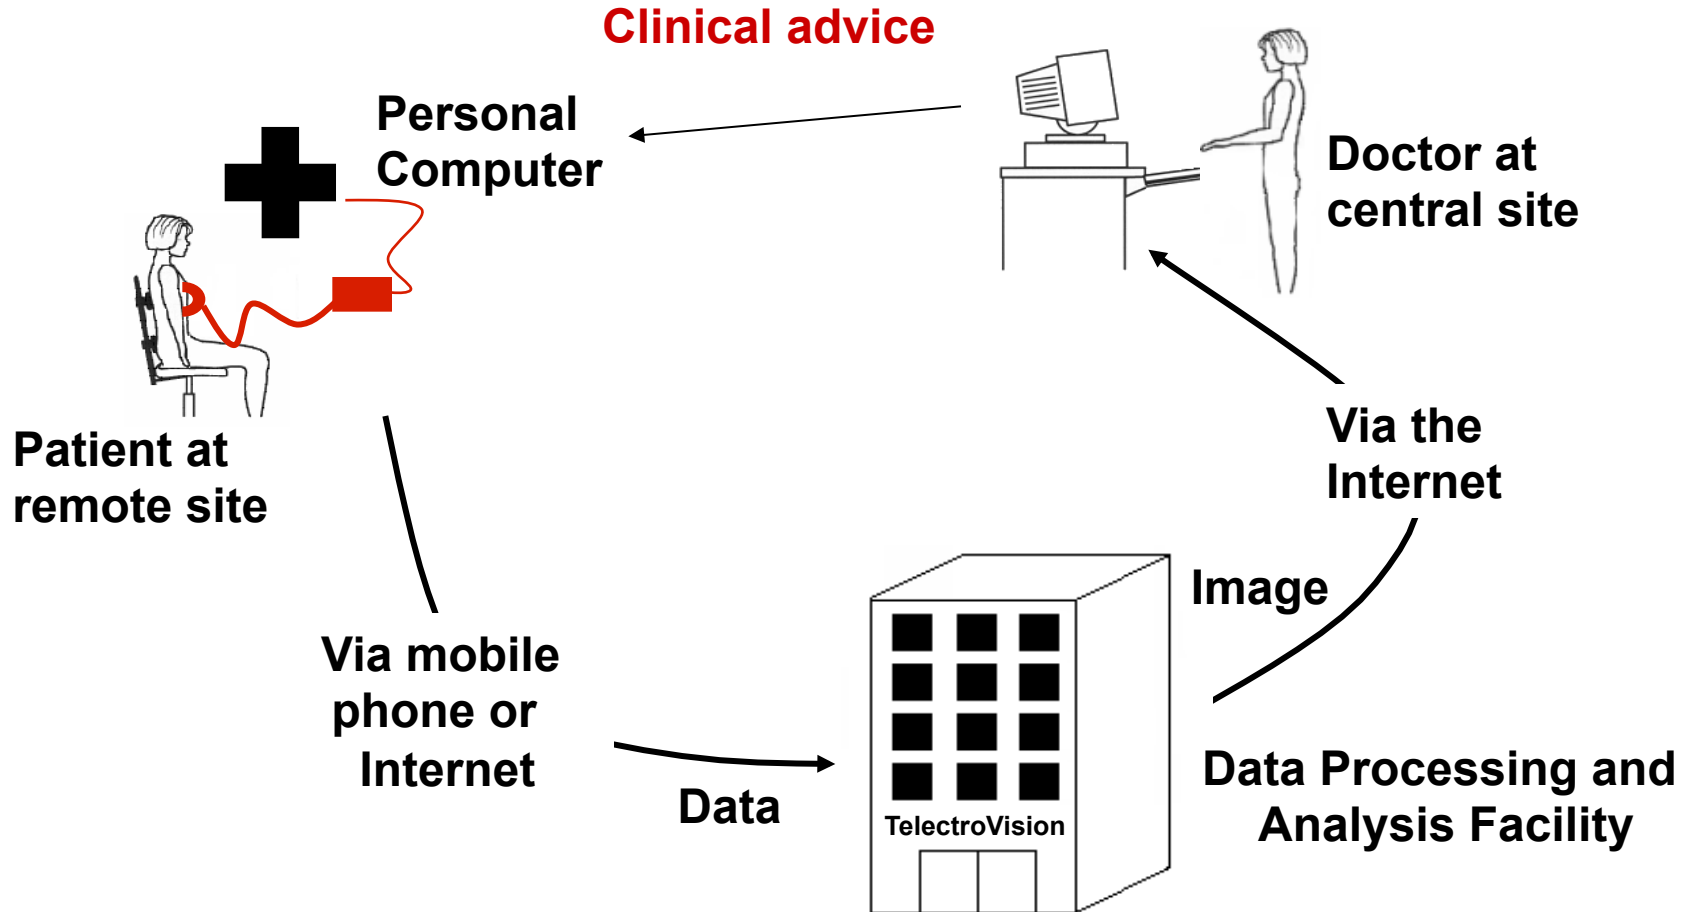 Clinical advice
Personal
Computer
Doctor at
central site
Patient at
remote site
Via the
Internet
Image
Via mobile
phone or
Internet
Data
TelectroVision
Data Processing and
Analysis Facility